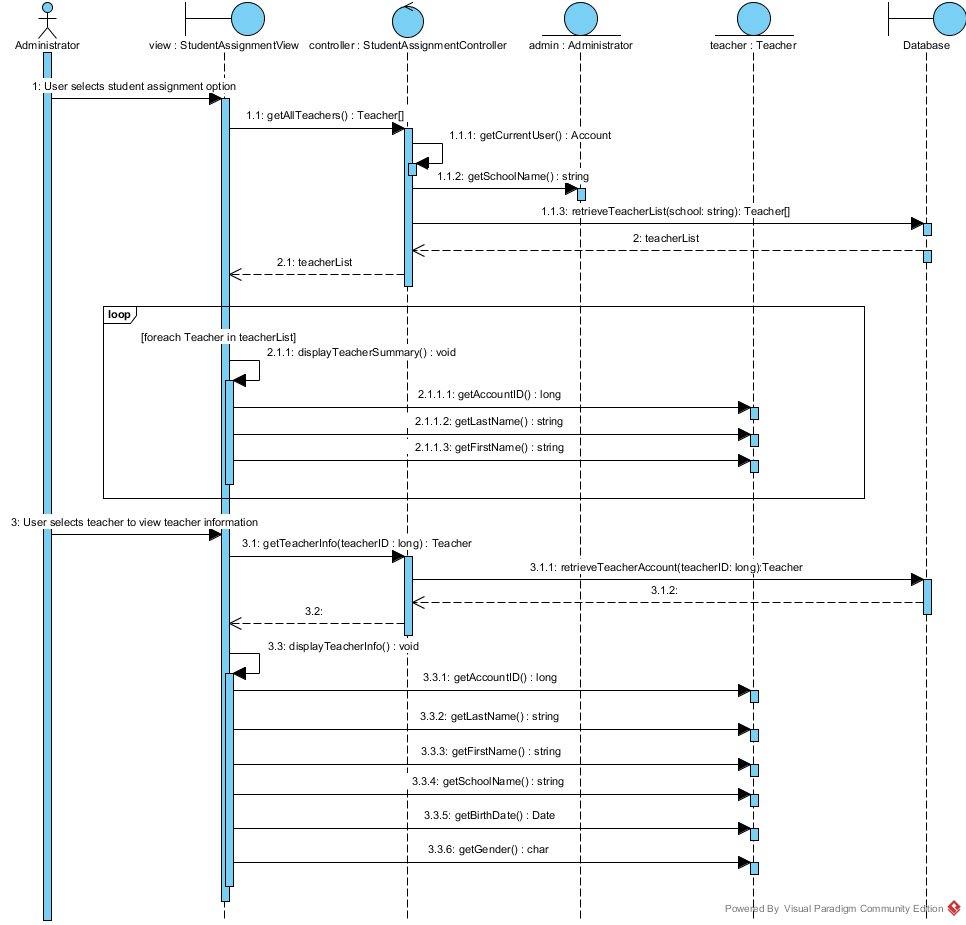 Administrator
view : StudentAssignmentView
controller : StudentAssignmentController
admin : Administrator
teacher : Teacher
Database
1: User selects student assignment option
1.1: getAllTeachers() : Teacher[]
1.1.1: getCurrentUser() : Account
1.1.2: getSchoolName() : string
1.1.3: retrieveTeacherList(school: string): Teacher[]
2: teacherList
2.1: teacherList
loop
[foreach Teacher in teacherList]
2.1.1: displayTeacherSummary() : void
2.1.1.1: getAccountID() : long
2.1.1.2: getLastName() : string
2.1.1.3: getFirstName() : string
3: User selects teacher to view teacher information
3.1: getTeacherInfo(teacherID : long) : Teacher
3.1.1: retrieveTeacherAccount(teacherID: long):Teacher
3.1.2:
3.2:
3.3: displayTeacherInfo() : void
3.3.1: getAccountID() : long
3.3.2: getLastName() : string
3.3.3: getFirstName() : string
3.3.4: getSchoolName() : string
3.3.5: getBirthDate() : Date
3.3.6: getGender() : char
Powered By Visual Paradigm Community Edition